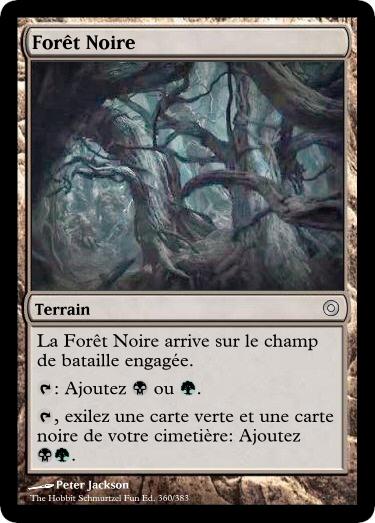 Forêt Noire
Terrain
La Forêt Noire arrive sur le champ
de bataille engagée.
: Ajoutez ou .
, exilez une carte verte et une carte
noire de votre cimetière: Ajoutez
.
Peter Jackson
The Hobbit Schmurtzel Fun Ed. 360/383